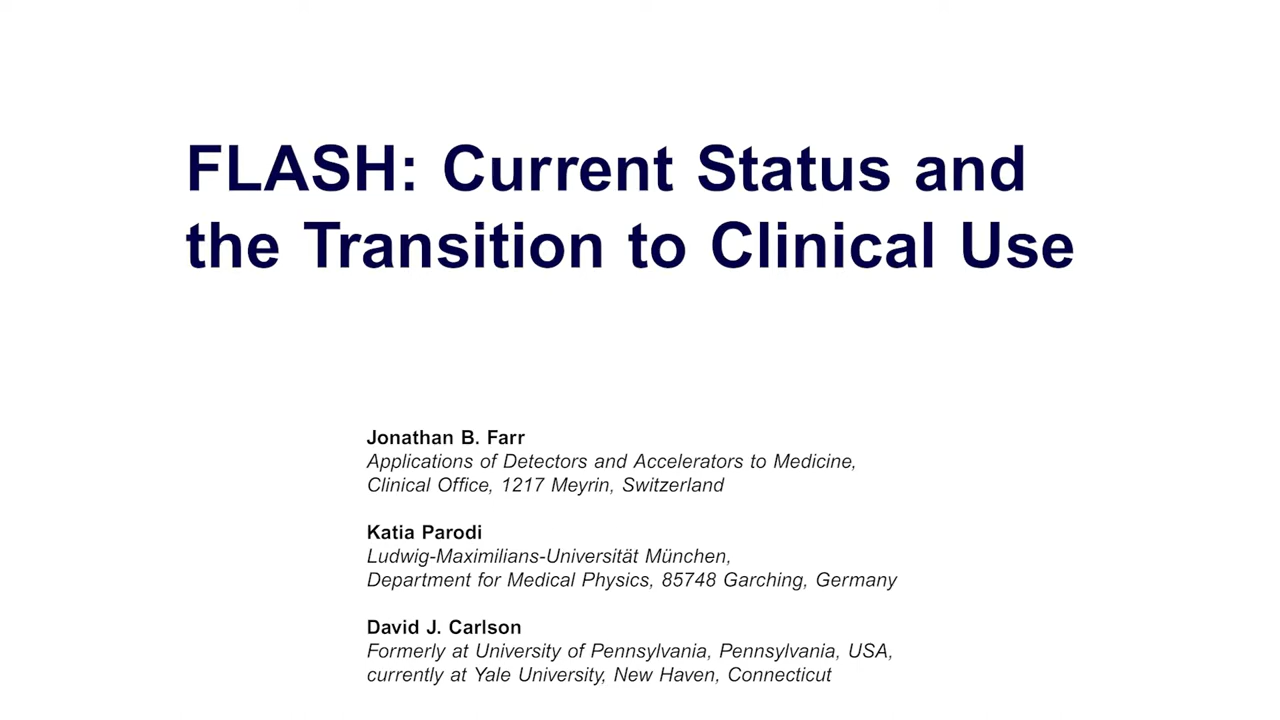 FLASH: Current Status and
the Transition to Clinical Use
Jonathan B. Farr
Applications of Detectors and Accelerators to Medicine,
Clinical Office, 1217 Meyrin, Switzerland
Katia Parodi
Ludwig-Maximilians-Universität München,
Department for Medical Physics, 85748 Garching, Germany
David J. Carlson
Formerly at University of Pennsylvania, Pennsylvania, USA,
currently at Yale University, New Haven, Connecticut